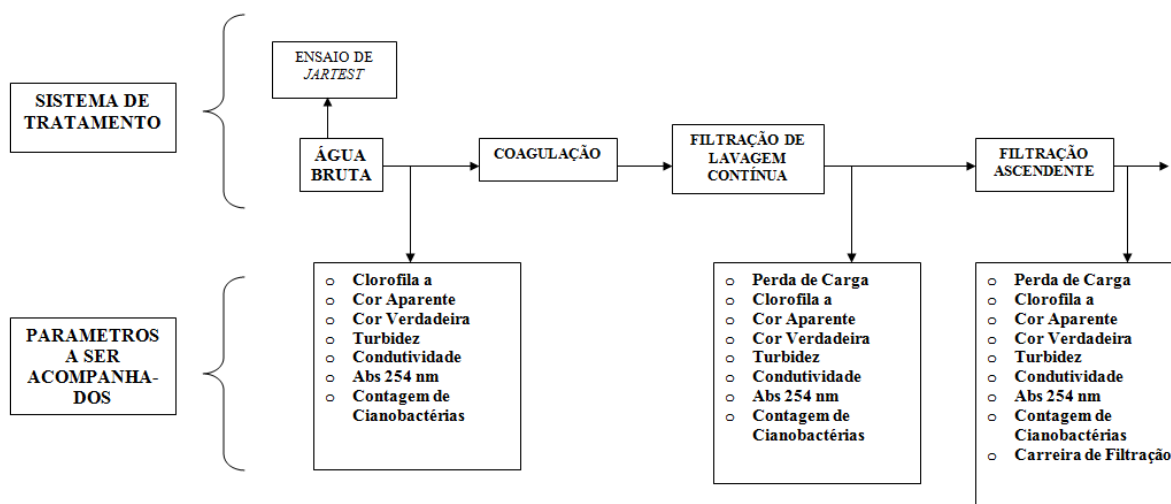 ENSAIO DE
JARTEST
SISTEMA DE
TRATAMENTO
ÁGUA
BRUTA
COAGULAÇÃO
FILTRAÇÃO DE
LAVAGEM
CONTÍNUA
FILTRAÇÃO
ASCENDENTE
PARAMETROS
A SER
ACOMPANHA-
DOS
o Clorofila a
o Cor Aparente
o Cor Verdadeira
o Turbidez
o Condutividade
o Abs 254 nm
o Contagem de
Cianobactérias
o Perda de Carga
o Clorofila a
o Cor Aparente
o Cor Verdadeira
o Turbidez
o Condutividade
o Abs 254 nm
o Contagem de
Cianobactérias
o Perda de Carga
o Clorofila a
o Cor Aparente
o Cor Verdadeira
o Turbidez
o Condutividade
o Abs 254 nm
o Contagem de
Cianobactérias
o Carreira de Filtração